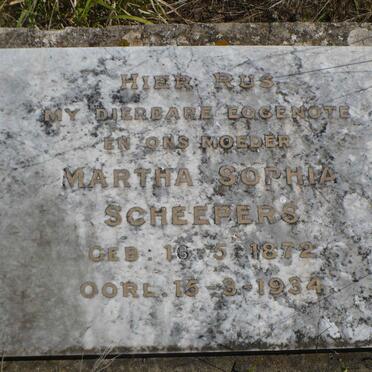 HIER RUS
MY DIERBARE EGGENOTE
EN ONS MOEDER
MARTHA SOPHIA
SCHEEPERS
GEB: 16-5-1872
OORL. 15-3-1934